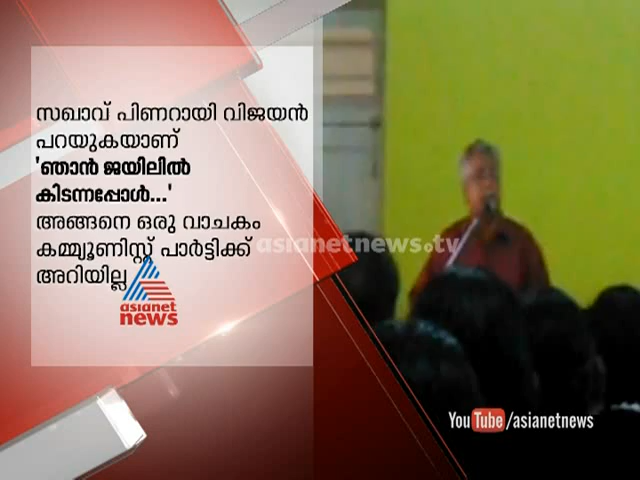 സഖാവ് പിണറായി വിജയൻ
പറയുകയാണ്
'ഞാൻ ജയിലിൽ
കിടന്നപ്പോൾ...'
അങ്ങനെ ഒരു വാചകം
കമ്മ്യൂണിസ്റ്റ് പാർട്ടിക്ക്
അറിയില്ല
asianetnews.tv
asianet
news
YouTube/asianetnews